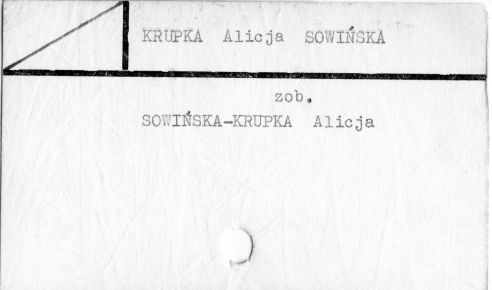 KRUPKA Alicja SOWIŃSKA
zob.
SOWIŃSKA-KRUPKA Alicja